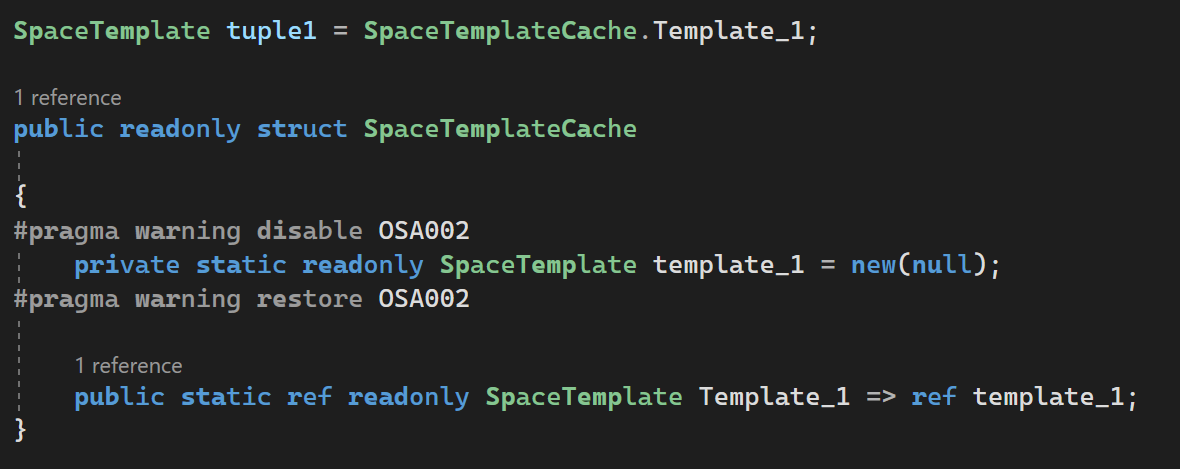 SpaceTemplate tuple1 = SpaceTemplateCache.Template_1;
1 reference
public readonly struct SpaceTemplateCache
{
#pragma warning disable OSA002
private static readonly SpaceTemplate template_1 = new(null);
#pragma warning restore OSA002
1 reference
public static ref readonly SpaceTemplate Template_1 => ref template_1;
}